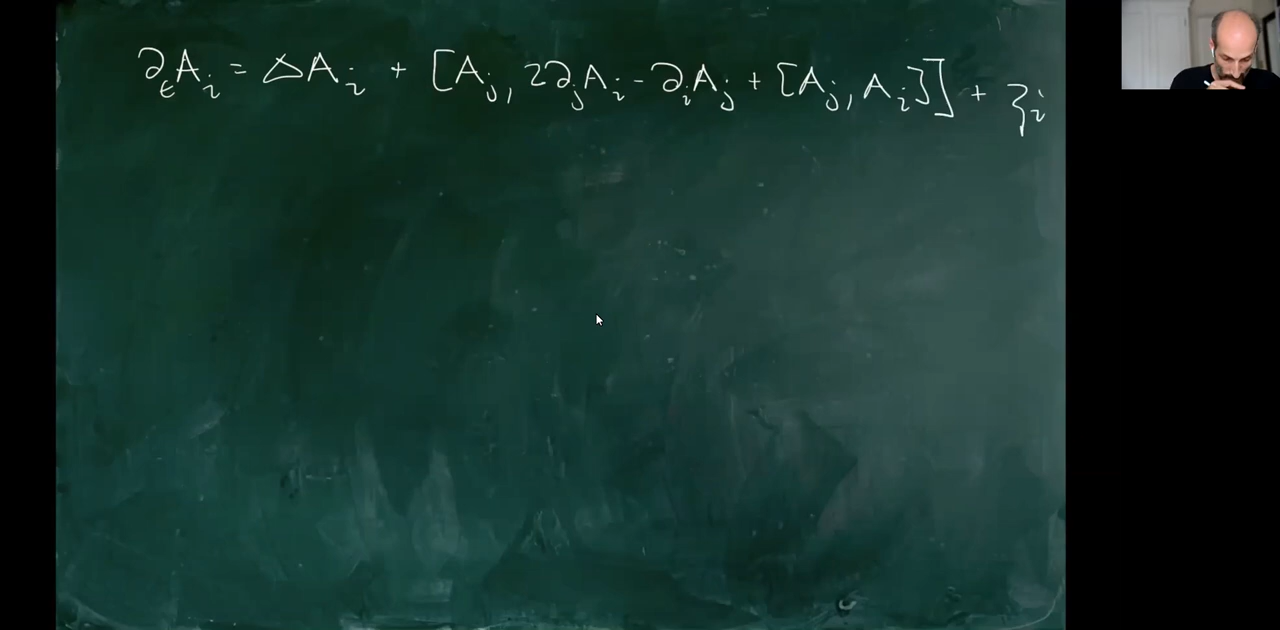 ∂ₜAᵢ = ΔAᵢ + [Aⱼ, 2∂ⱼAᵢ - ∂ᵢAⱼ + [Aⱼ, Aᵢ]] + ξᵢ